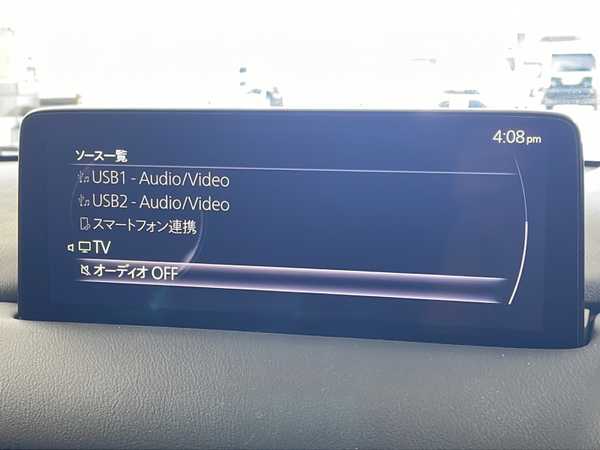 4:08pm
ソース一覧
USB1 - Audio/Video
USB2 - Audio/Video
スマートフォン連携
TV
オーディオ OFF